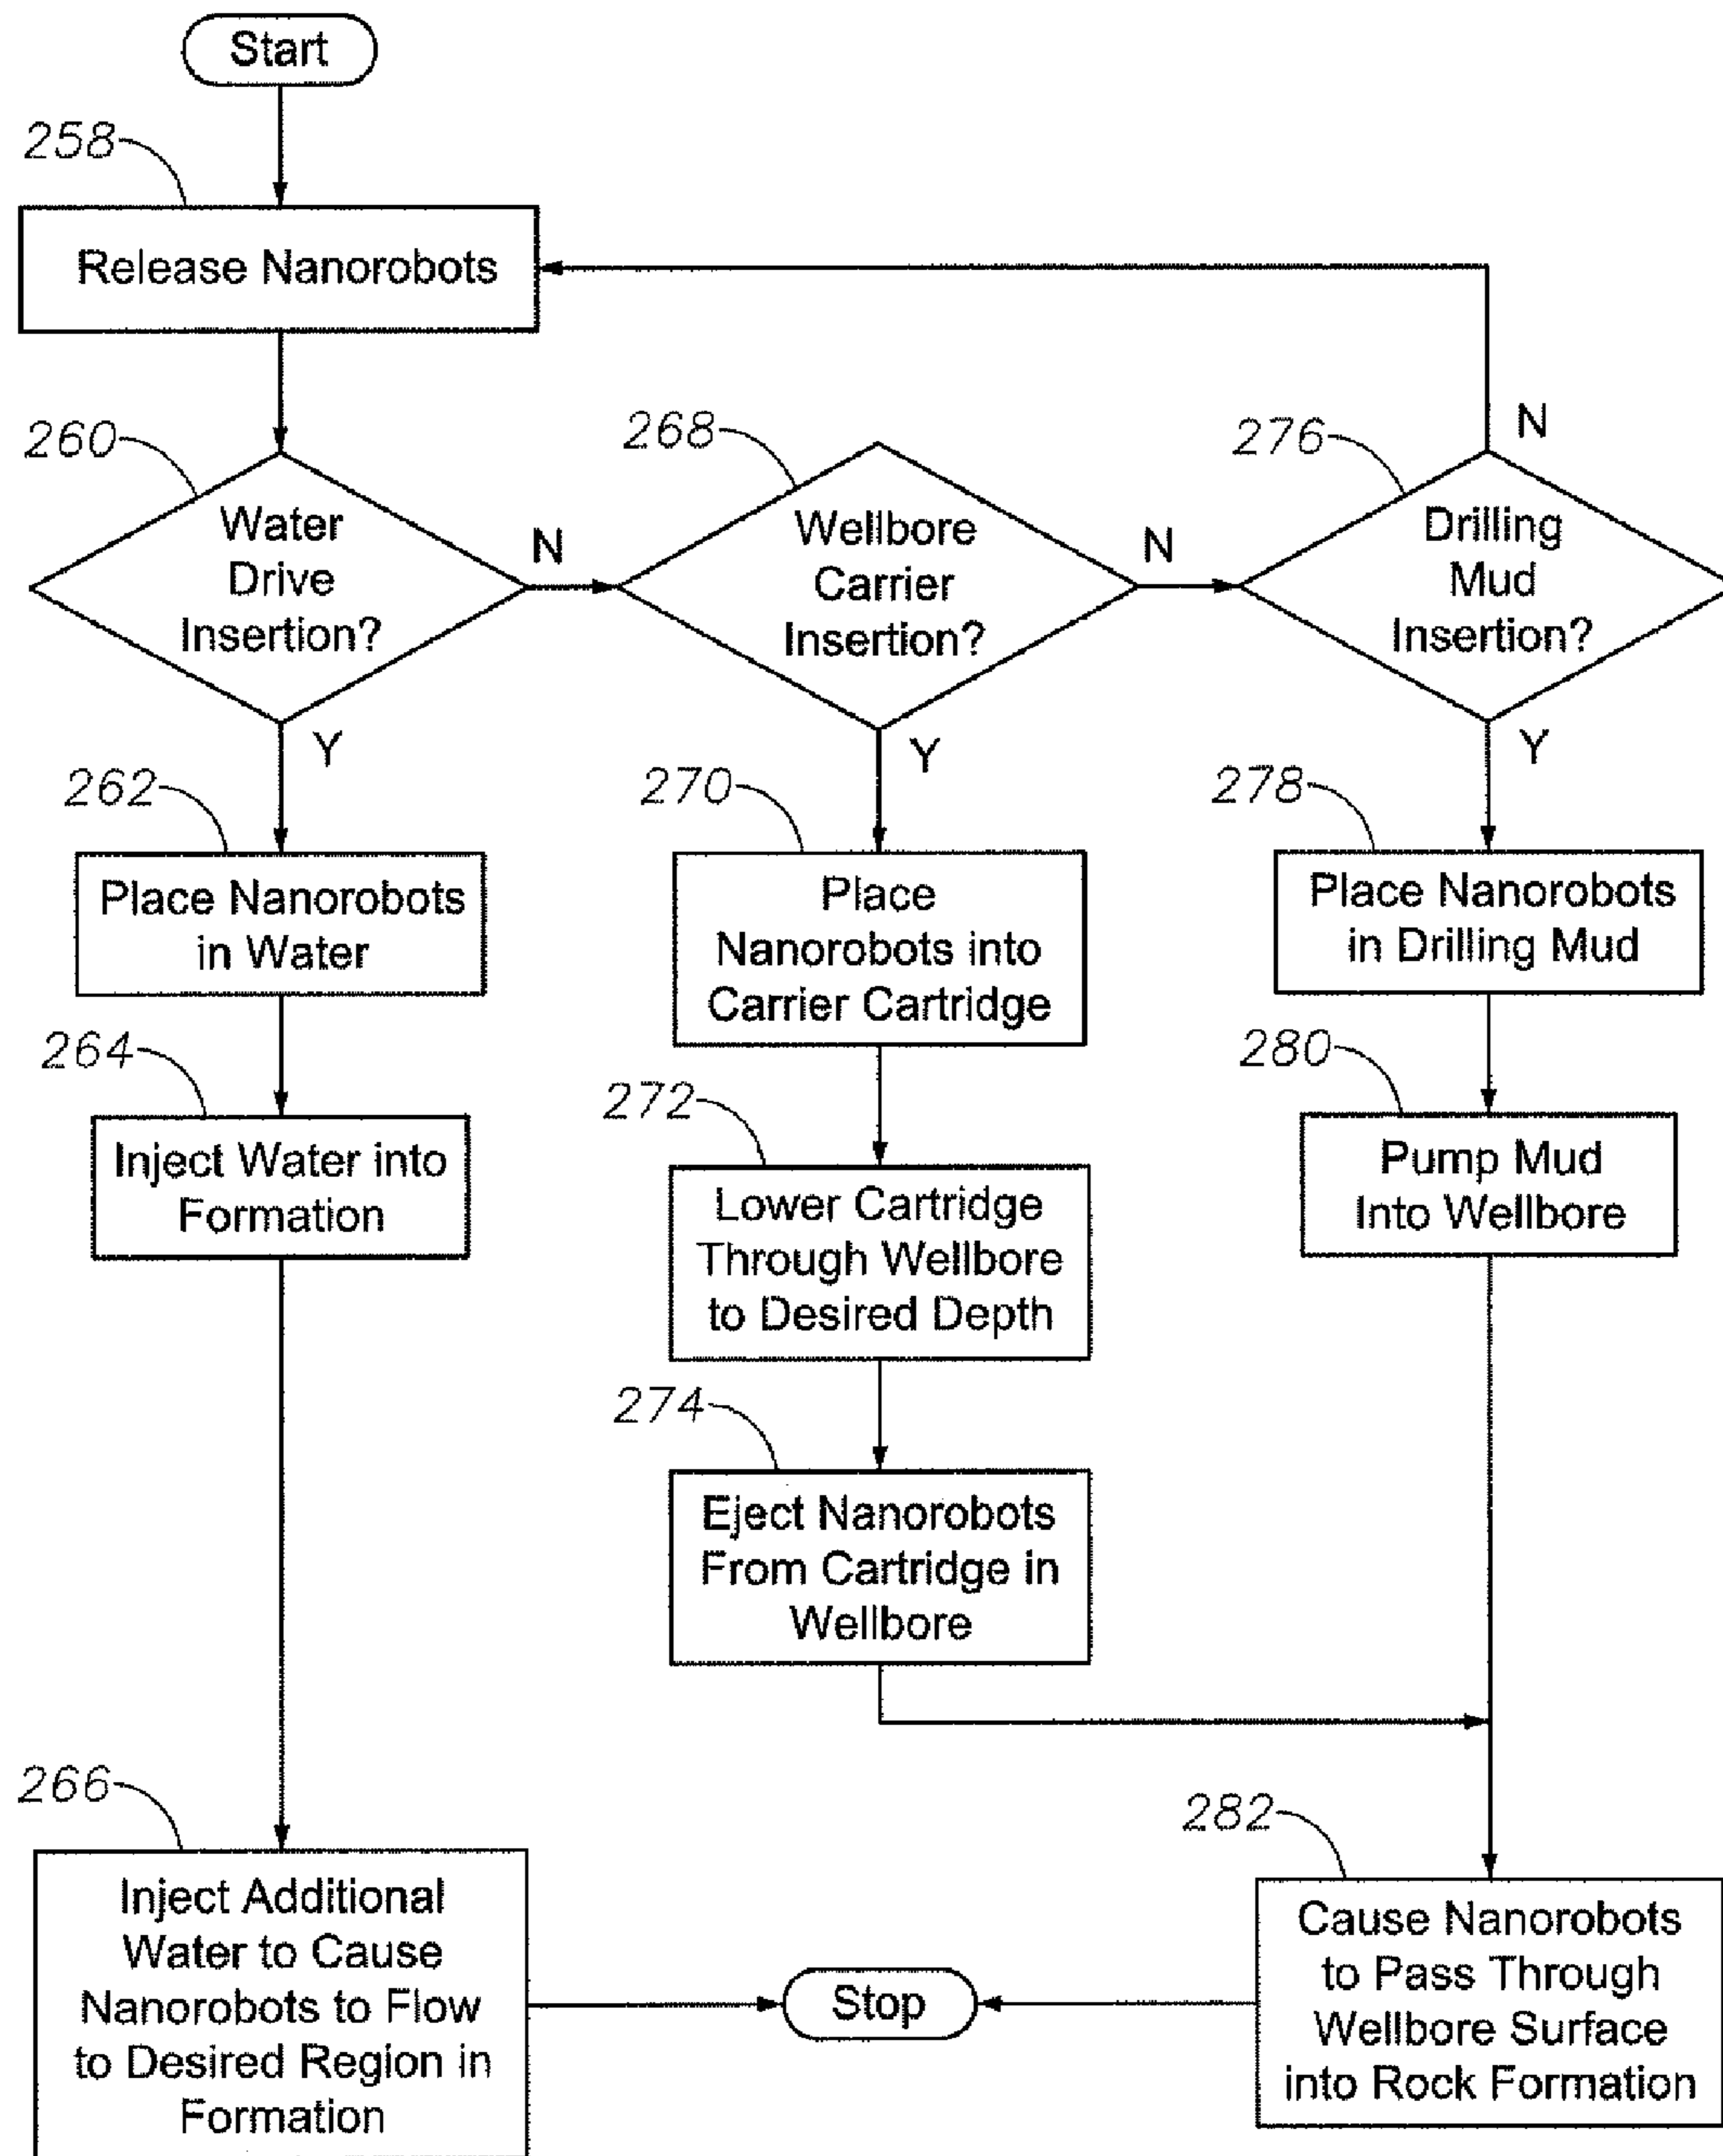 Start
258
Release Nanorobots
260
Water
Drive
Insertion?
N
268
Wellbore
Carrier
Insertion?
N
276
Drilling
Mud
Insertion?
N
Y
262
Place Nanorobots
in Water
264
Inject Water into
Formation
266
Inject Additional
Water to Cause
Nanorobots to Flow
to Desired Region in
Formation
Y
270
Place
Nanorobots into
Carrier Cartridge
272
Lower Cartridge
Through Wellbore
to Desired Depth
274
Eject Nanorobots
From Cartridge in
Wellbore
Y
278
Place Nanorobots
in Drilling Mud
280
Pump Mud
Into Wellbore
282
Cause Nanorobots
to Pass Through
Wellbore Surface
into Rock Formation
Stop